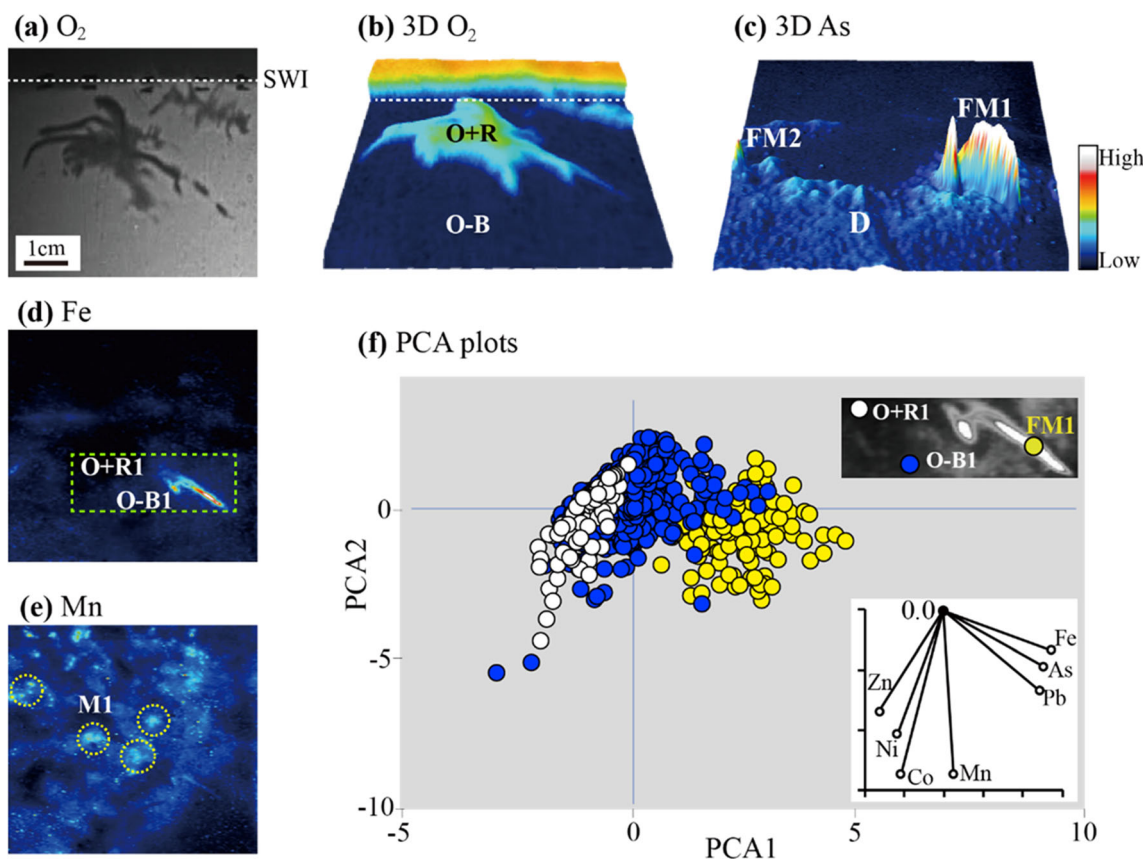 (a) O₂
SWI
1cm
(b) 3D O₂
O+R
O-B
(c) 3D As
FM1
FM2
D
High
Low
(d) Fe
O+R1
O-B1
(e) Mn
M1
(f) PCA plots
O+R1
FM1
O-B1
0
-5
-10
PCA2
-5
0
5
10
PCA1
0.0
Fe
As
Pb
Zn
Ni
Co
Mn